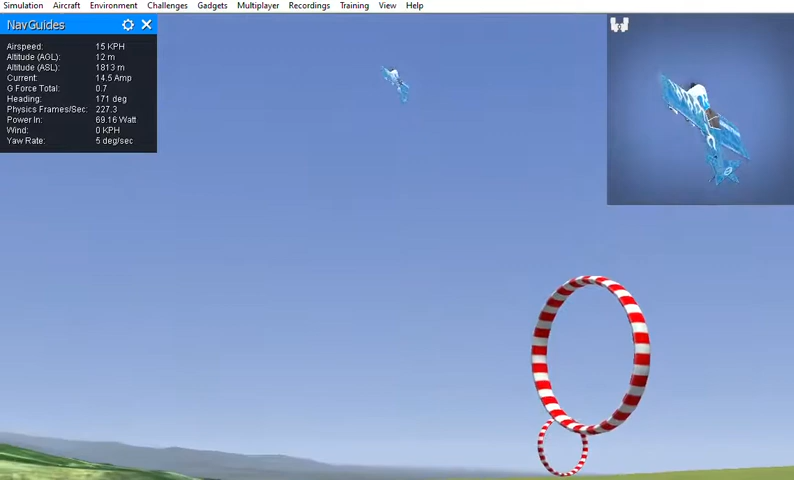 Simulation Aircraft Environment Challenges Gadgets Multiplayer Recordings Training View Help
NavGuides
Airspeed: 15 KPH
Altitude (AGL): 12 m
Altitude (ASL): 1813 m
Current: 14.5 Amp
G Force Total: 0.7
Heading: 171 deg
Physics Frames/Sec: 227.3
Power In: 69.16 Watt
Wind: 0 KPH
Yaw Rate: 5 deg/sec